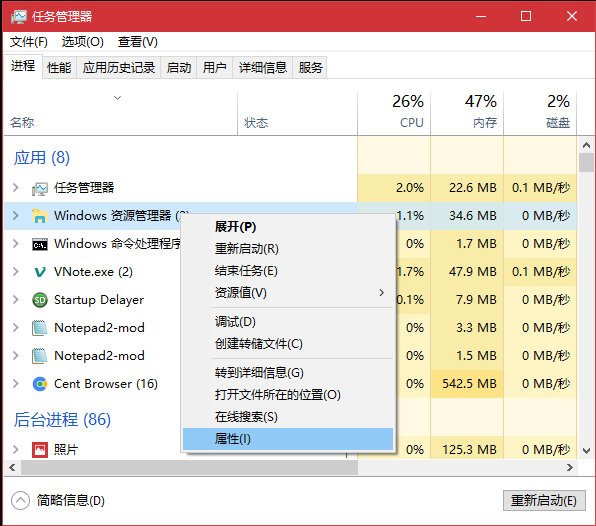 任务管理器
文件(F) 选项(O) 查看(V)
进程 性能 应用历史记录 启动 用户 详细信息 服务
26% 47% 2%
名称 状态 CPU 内存 磁盘
应用 (8)
任务管理器 2.0% 22.6 MB 0.1 MB/秒
Windows 资源管理器 1.1% 34.6 MB 0 MB/秒
展开(P)
Windows 命令处理程序 0% 1.7 MB 0 MB/秒
重新启动(R)
结束任务(E)
VNote.exe (2) 1.7% 47.9 MB 0.1 MB/秒
资源值(V)
Startup Delayer 0.1% 7.9 MB 0 MB/秒
调试(D)
Notepad2-mod 0% 3.3 MB 0 MB/秒
创建转储文件(C)
Notepad2-mod 0% 1.5 MB 0 MB/秒
转到详细信息(G)
Cent Browser (16) 0% 542.5 MB 0 MB/秒
打开文件所在的位置(O)
后台进程 (86)
在线搜索(S)
属性(I)
照片 0% 125.3 MB 0 MB/秒
简略信息(D) 重新启动(E)